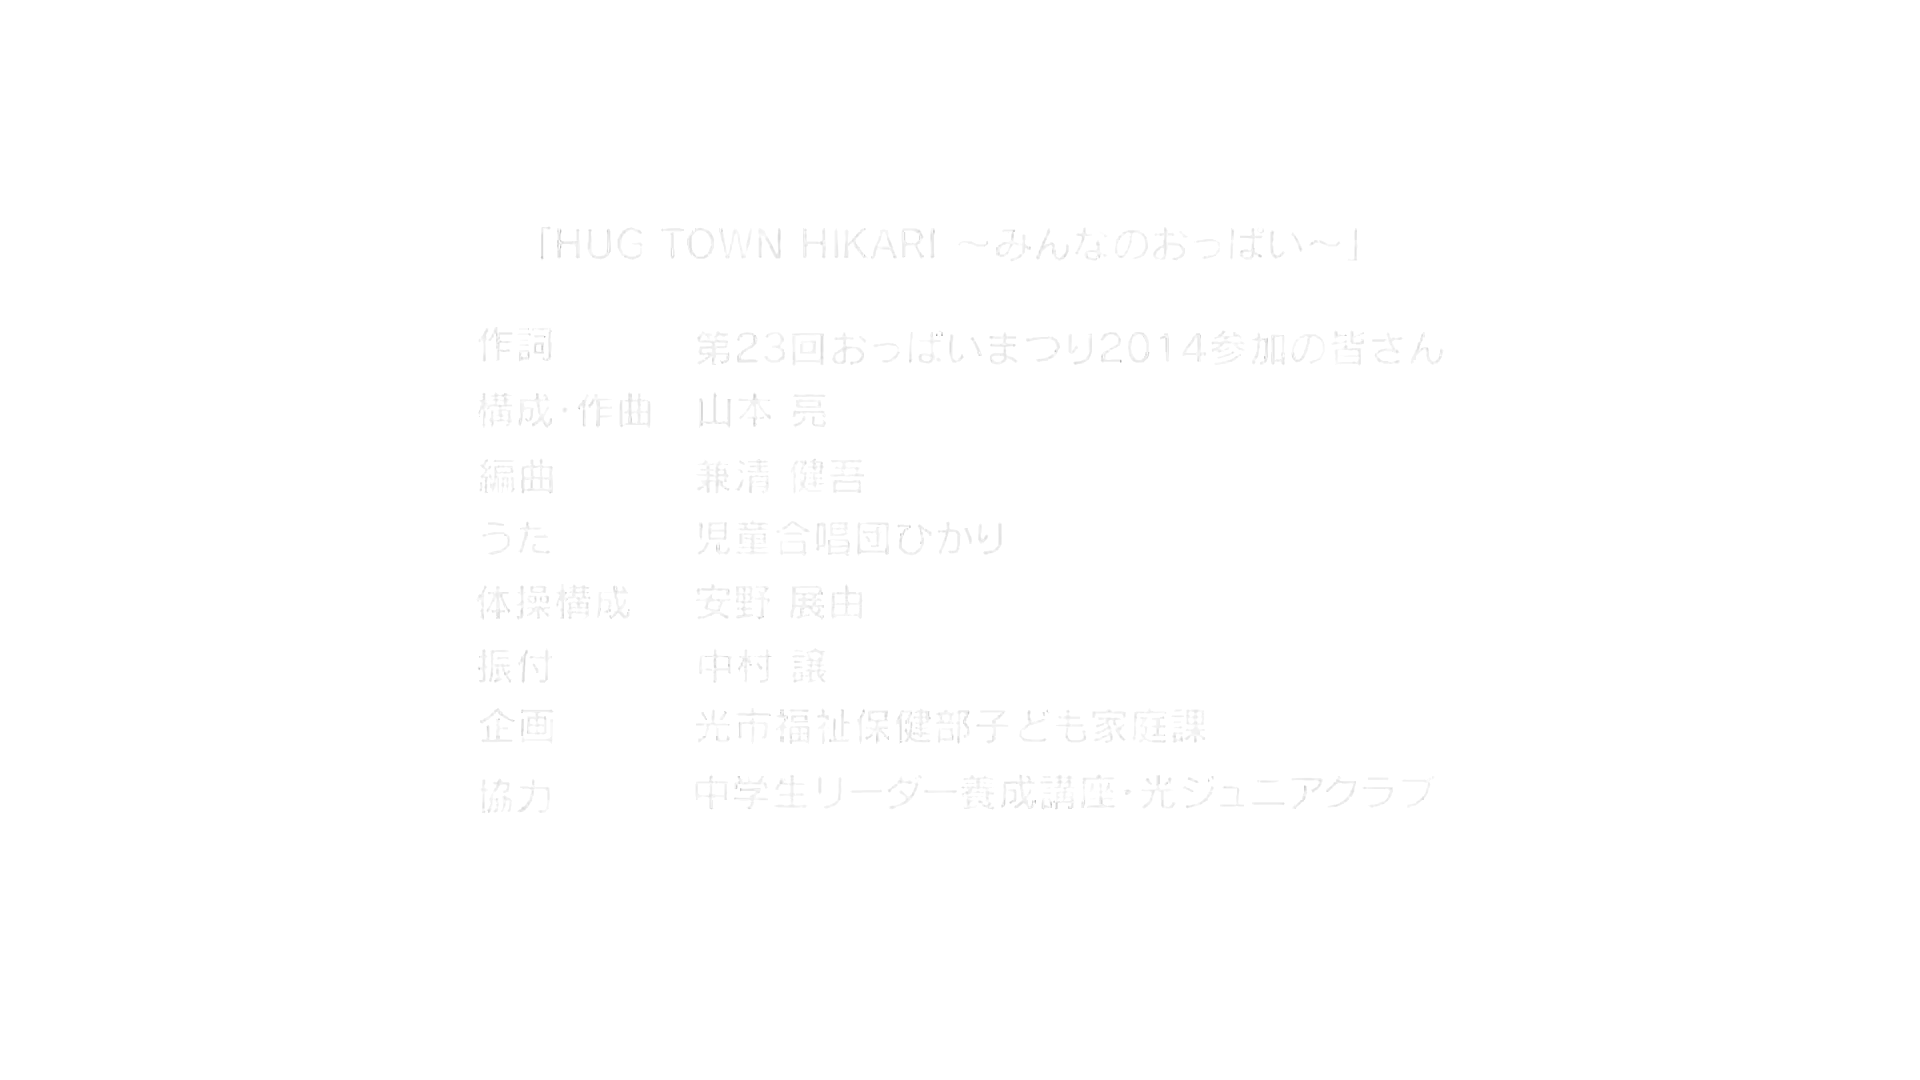 「HUG TOWN HIKARI ～みんなのおっぱい～」
作詞 第23回おっぱいまつり2014参加の皆さん
構成・作曲 山本 亮
編曲 兼清 健吾
うた 児童合唱団ひかり
体操構成 安野 展由
振付 中村 譲
企画 光市福祉保健部子ども家庭課
協力 中学生リーダー養成講座・光ジュニアクラブ